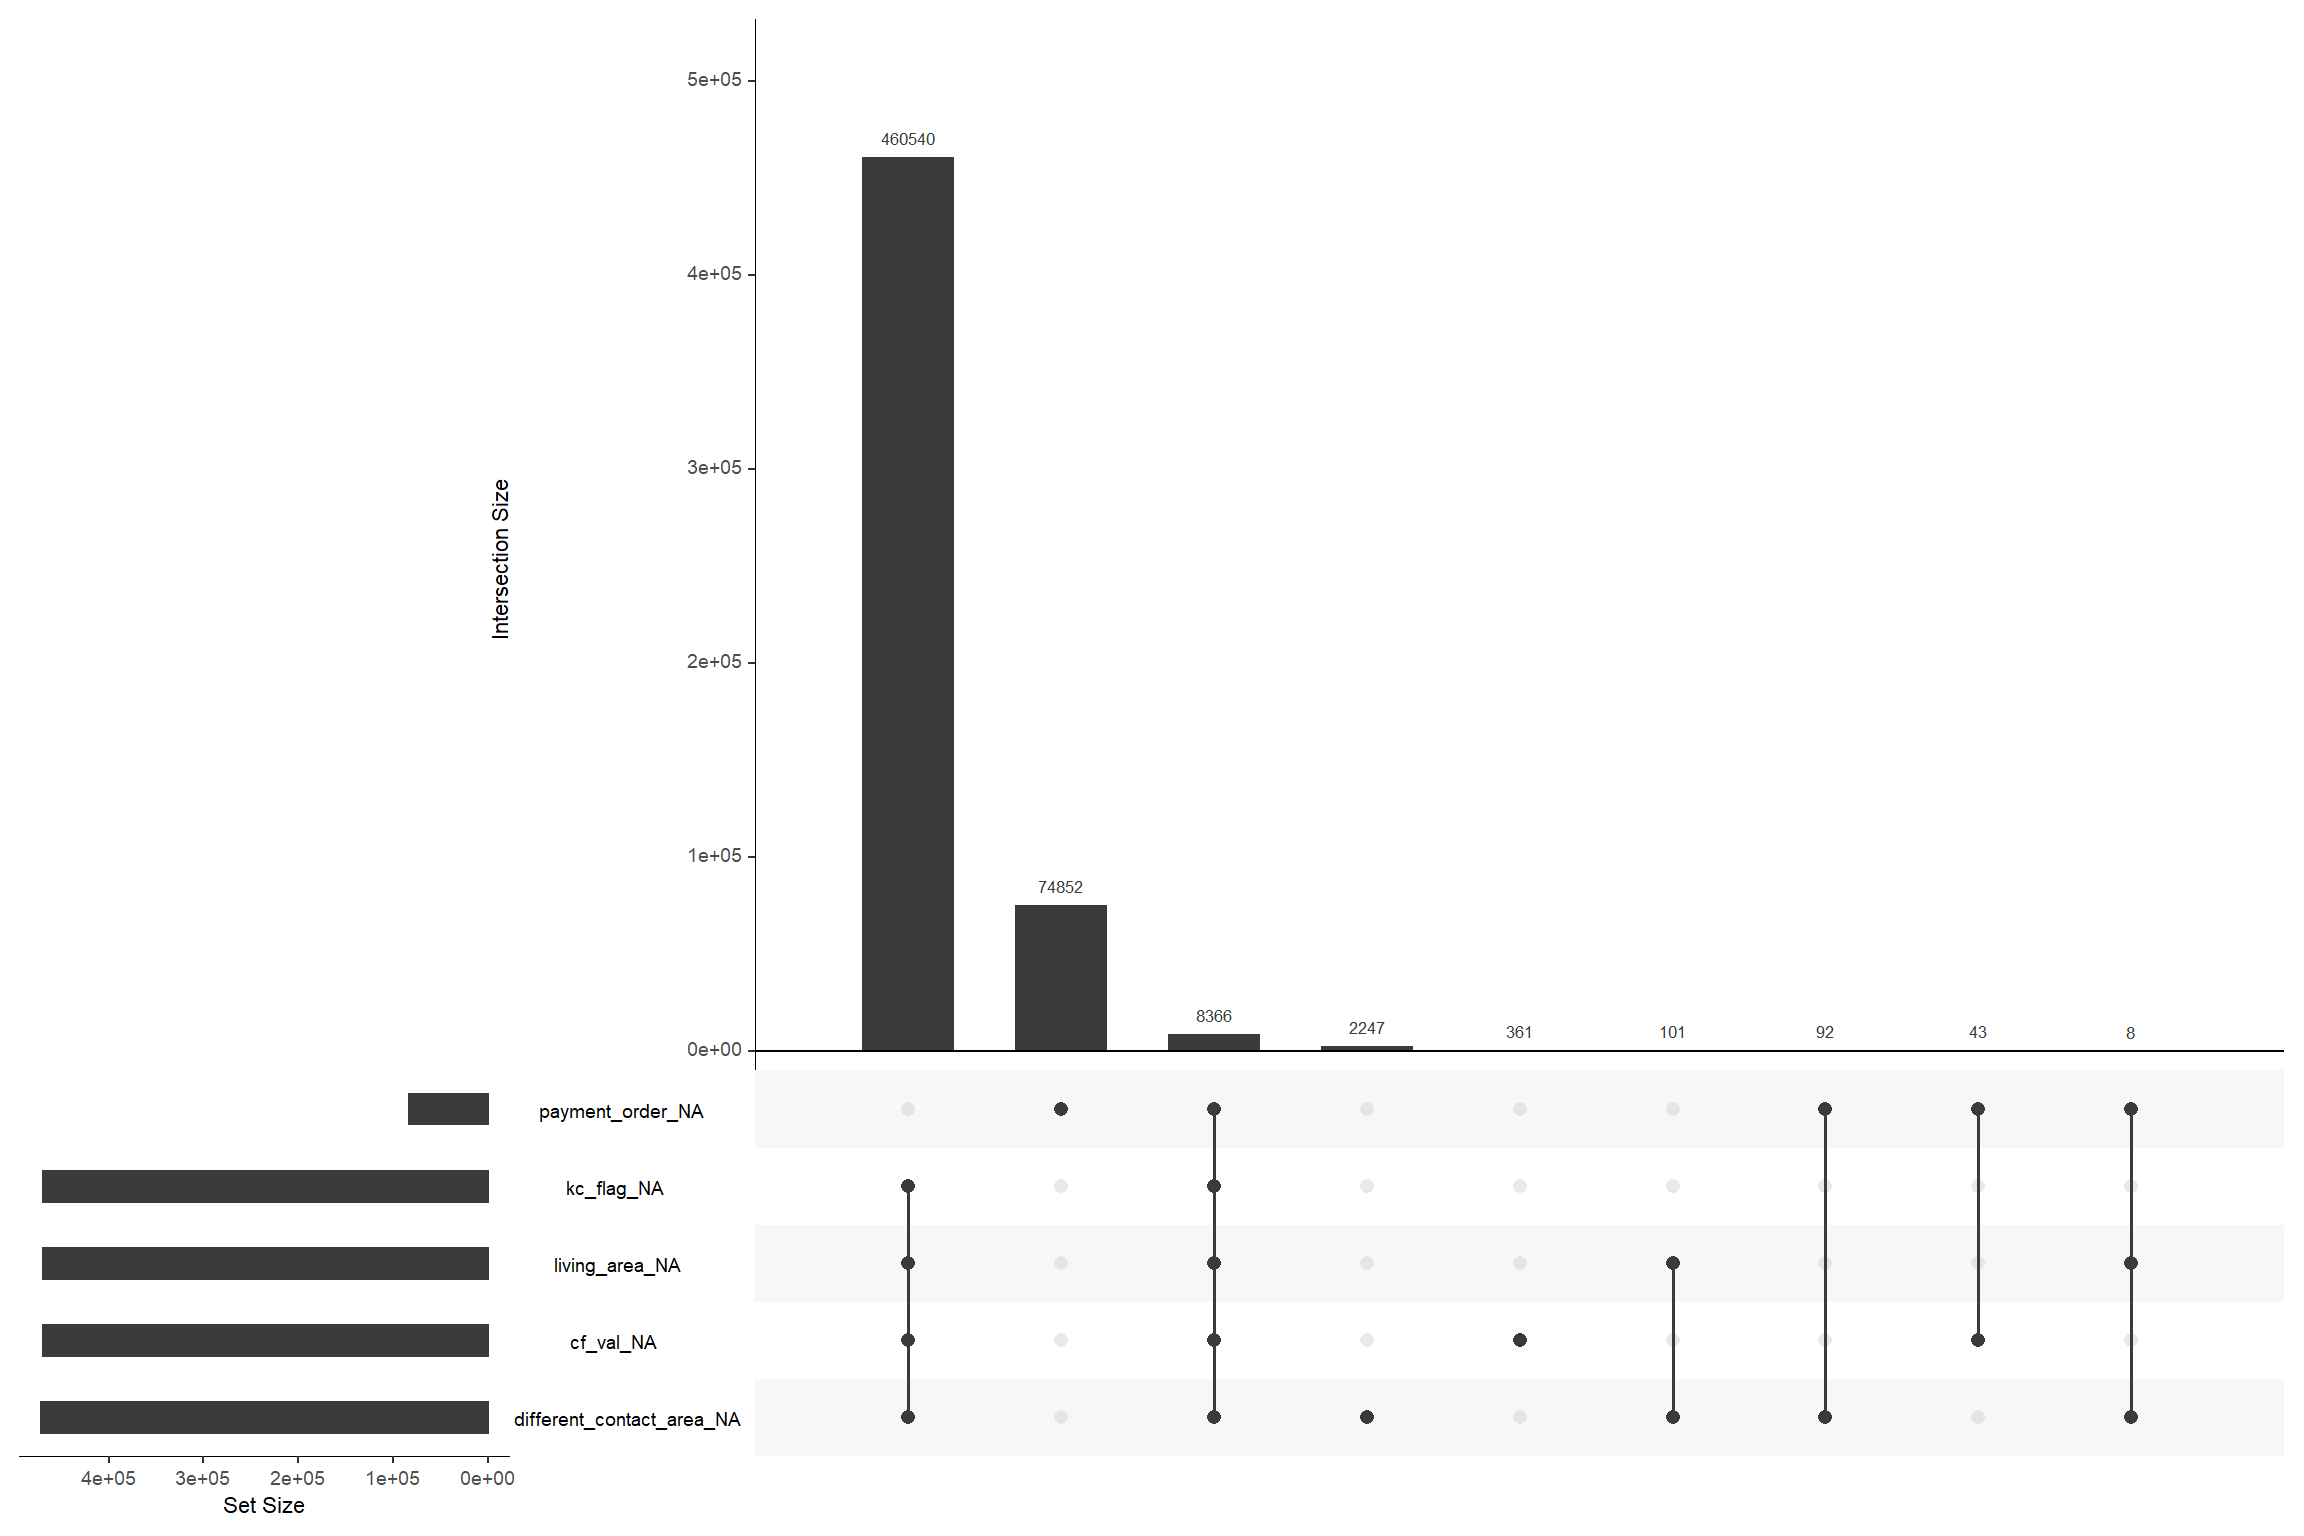 5e+05
460540
4e+05
3e+05
Intersection Size
2e+05
1e+05
74852
8366
2247
361
101
92
43
8
0e+00
payment_order_NA
kc_flag_NA
living_area_NA
cf_val_NA
different_contact_area_NA
4e+05 3e+05 2e+05 1e+05 0e+00
Set Size